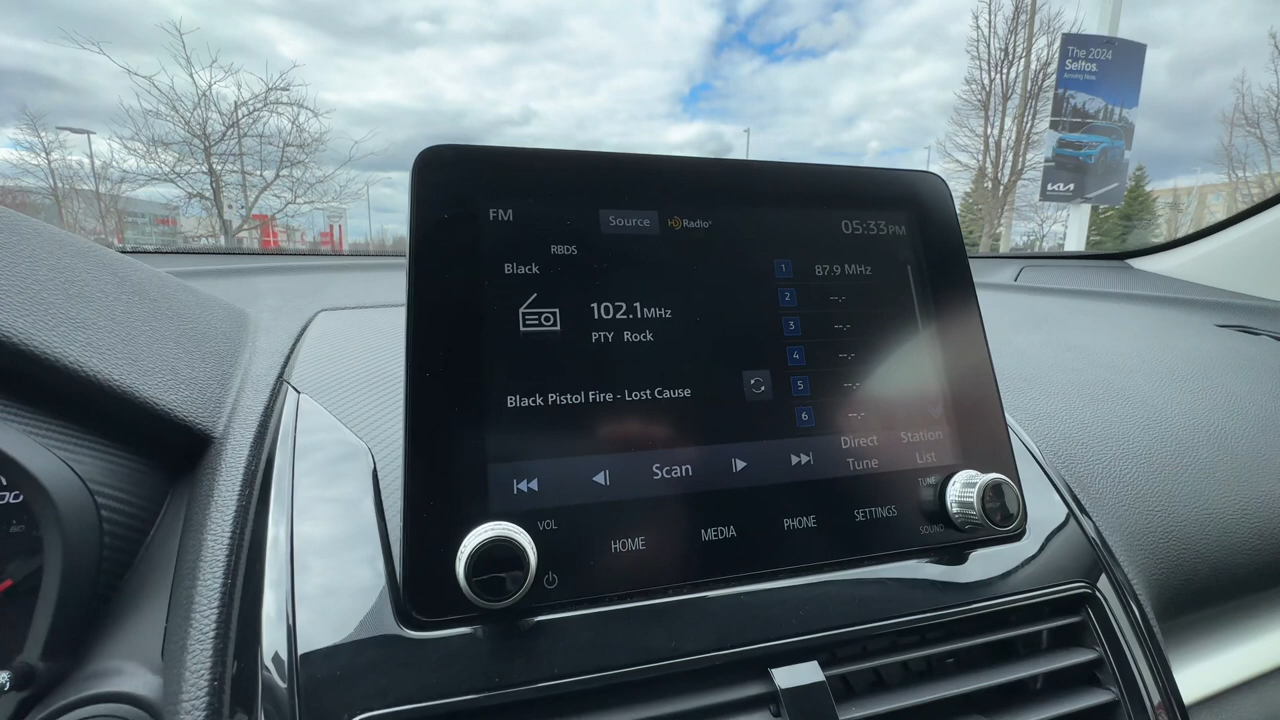 The 2024
Seltos.
Arriving Now.
KIA
FM
Source
HD Radio
05:33PM
RBDS
Black
102.1MHz
PTY Rock
Black Pistol Fire - Lost Cause
1 87.9 MHz
2 --.-
3 --.-
4 --.-
5 --.-
6 --.-
Scan
Direct
Tune
Station
List
VOL
HOME
MEDIA
PHONE
SETTINGS
TUNE
SOUND